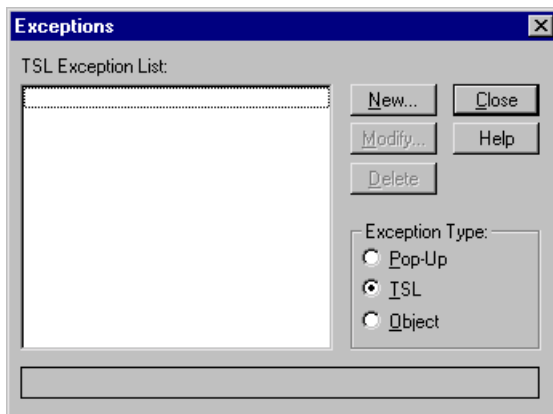 Exceptions
TSL Exception List:
New...
Close
Modify...
Help
Delete
Exception Type:
Pop-Up
TSL
Object